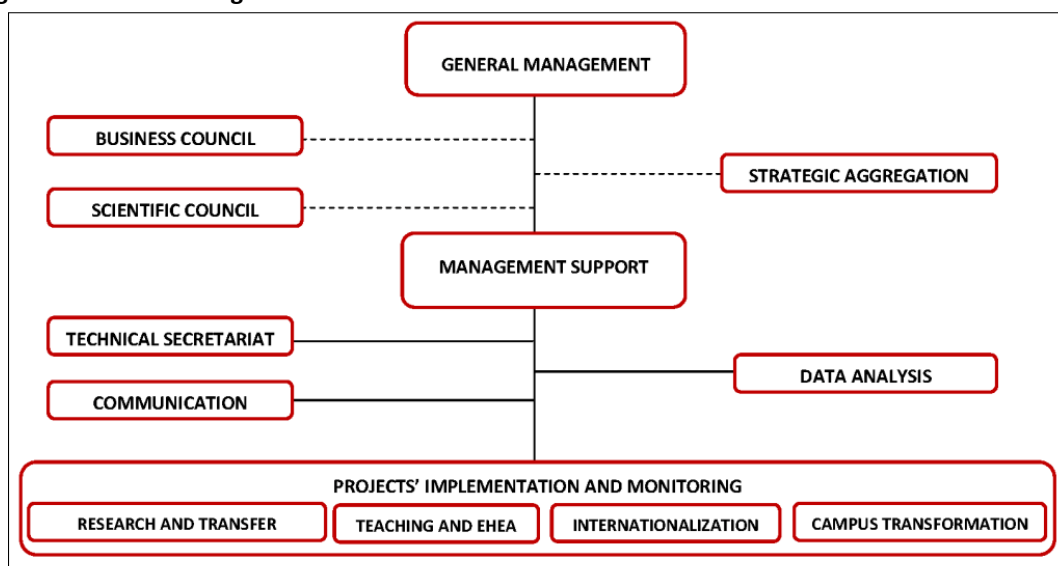 GENERAL MANAGEMENT
BUSINESS COUNCIL
STRATEGIC AGGREGATION
SCIENTIFIC COUNCIL
MANAGEMENT SUPPORT
TECHNICAL SECRETARIAT
DATA ANALYSIS
COMMUNICATION
PROJECTS’ IMPLEMENTATION AND MONITORING
RESEARCH AND TRANSFER
TEACHING AND EHEA
INTERNATIONALIZATION
CAMPUS TRANSFORMATION